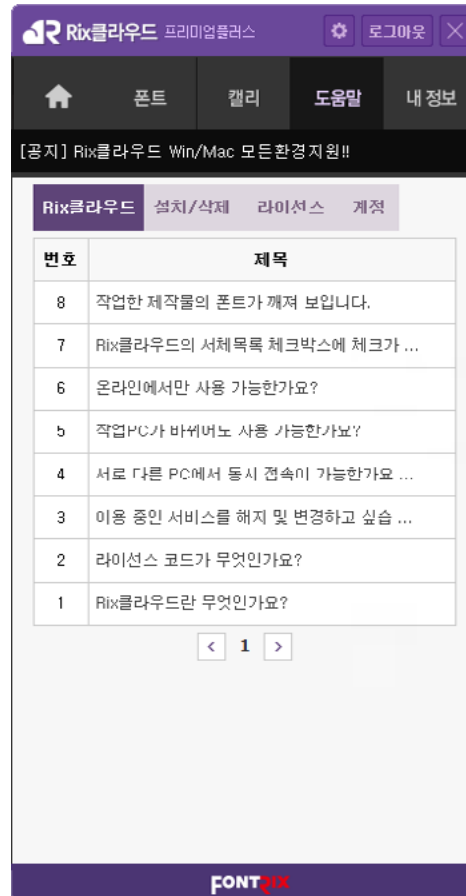 Rix클라우드 프리미엄플러스 로그아웃
폰트 캘리 도움말 내 정보
[공지] Rix클라우드 Win/Mac 모든환경지원!!
Rix클라우드 설치/삭제 라이선스 계정
번호 제목
8 작업한 제작물의 폰트가 깨져 보입니다.
7 Rix클라우드의 서체목록 체크박스에 체크가 ...
6 온라인에서만 사용 가능한가요?
5 작업PC가 바뀌어도 사용 가능한가요?
4 서로 다른 PC에서 동시 접속이 가능한가요 ...
3 이용 중인 서비스를 해지 및 변경하고 싶습 ...
2 라이선스 코드가 무엇인가요?
1 Rix클라우드란 무엇인가요?
< 1 >
FONTRIX